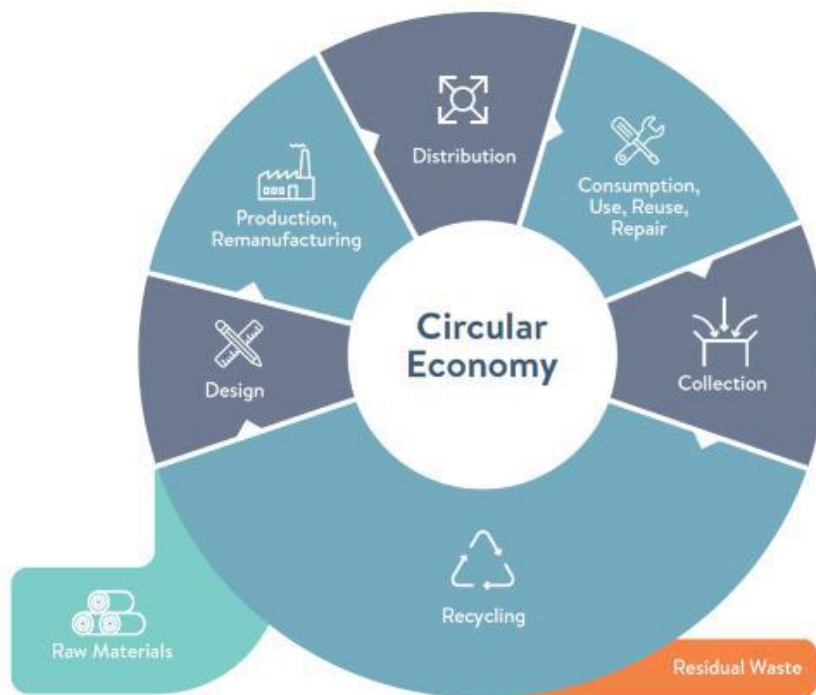 Distribution
Consumption,
Use, Reuse,
Repair
Production,
Remanufacturing
Circular
Economy
Design
Collection
Recycling
Raw Materials
Residual Waste